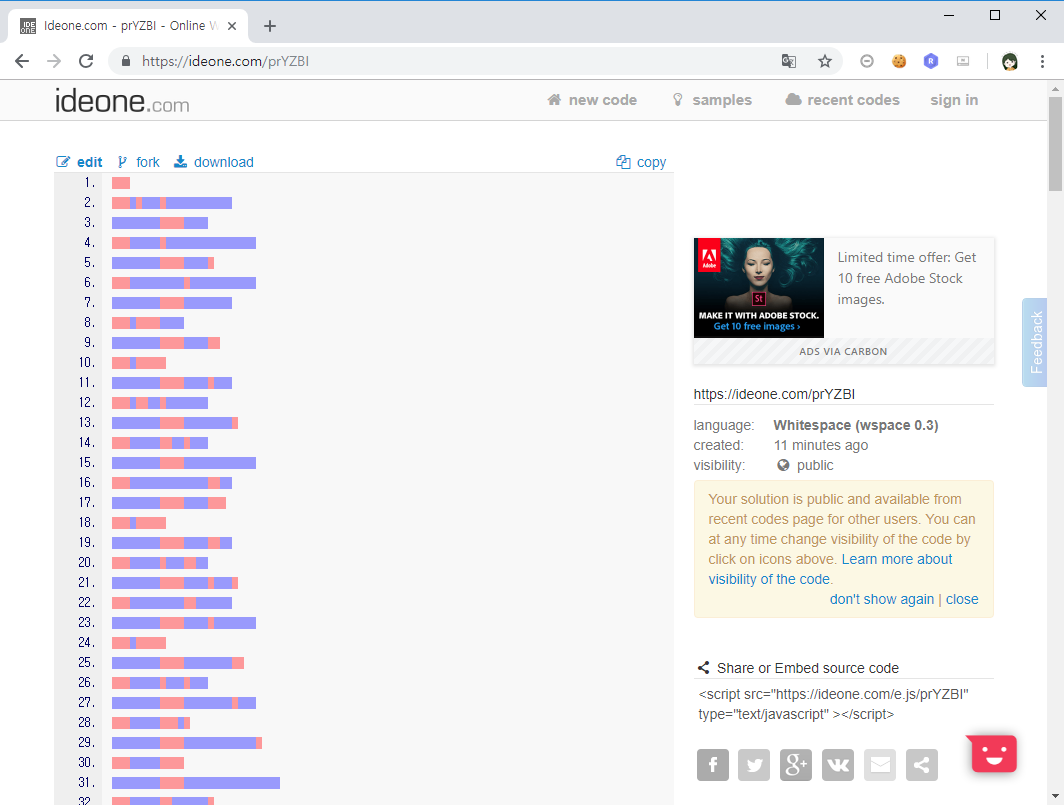 Ideone.com - prYZBI - Online W
https://ideone.com/prYZBI
ideone.com
new code
samples
recent codes
sign in
edit
fork
download
copy
1.
2.
3.
4.
5.
6.
7.
8.
9.
10.
11.
12.
13.
14.
15.
16.
17.
18.
19.
20.
21.
22.
23.
24.
25.
26.
27.
28.
29.
30.
31.
32
Adobe
St
MAKE IT WITH ADOBE STOCK.
Get 10 free images ›
Limited time offer: Get
10 free Adobe Stock
images.
ADS VIA CARBON
Feedback
https://ideone.com/prYZBI
language: Whitespace (wspace 0.3)
created: 11 minutes ago
visibility: public
Your solution is public and available from
recent codes page for other users. You can
at any time change visibility of the code by
click on icons above. Learn more about
visibility of the code.
don't show again | close
Share or Embed source code
<script src="https://ideone.com/e.js/prYZBI"
type="text/javascript" ></script>